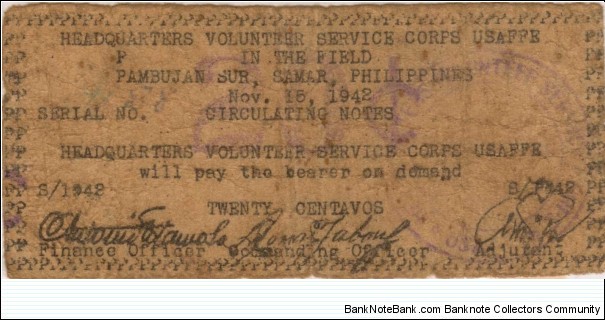 HEADQUARTERS VOLUNTEER SERVICE CORPS USAFFE
P IN THE FIELD
PAMBUJAN SUR, SAMAR, PHILIPPINES
Nov. 15, 1942
SERIAL NO. CIRCULATING NOTES
HEADQUARTERS VOLUNTEER SERVICE CORPS USAFFE
will pay the bearer on demand
S/1942 S/1942
TWENTY CENTAVOS
Finance Officer Commanding Officer Adjutant
BankNoteBank.com - Banknote Collectors Community